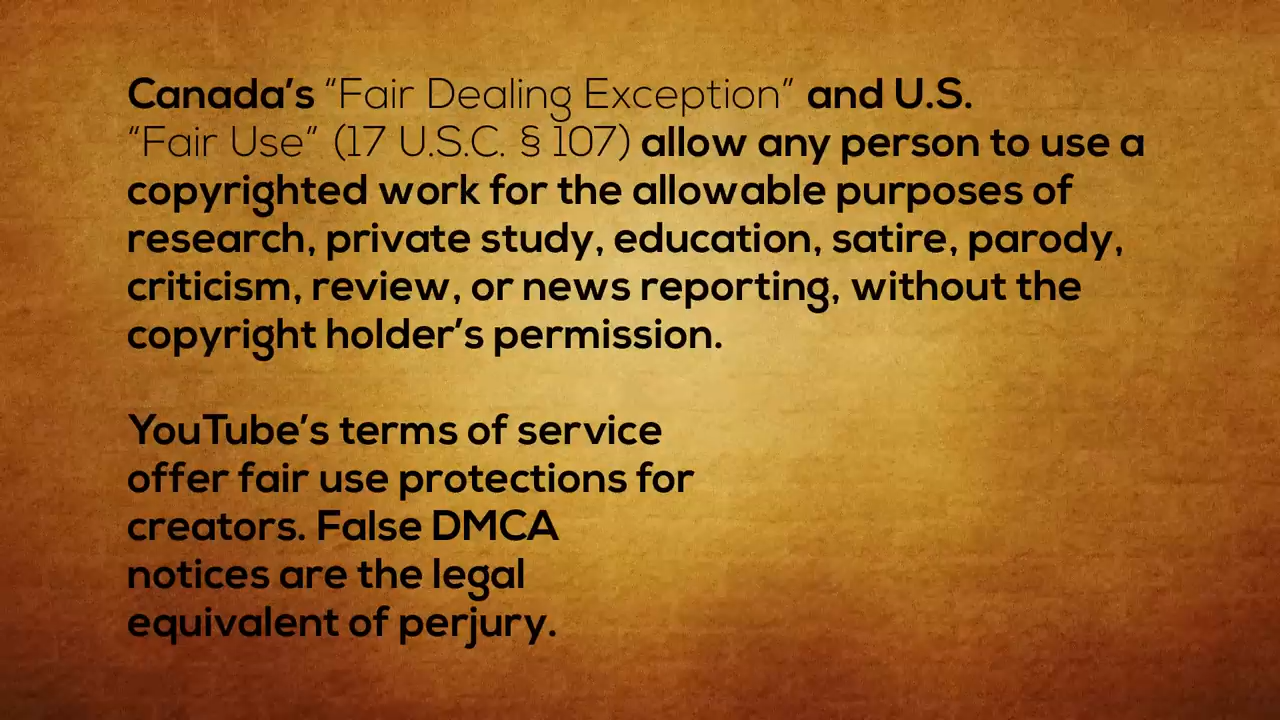 Canada’s “Fair Dealing Exception” and U.S.
“Fair Use” (17 U.S.C. § 107) allow any person to use a
copyrighted work for the allowable purposes of
research, private study, education, satire, parody,
criticism, review, or news reporting, without the
copyright holder’s permission.
YouTube’s terms of service
offer fair use protections for
creators. False DMCA
notices are the legal
equivalent of perjury.